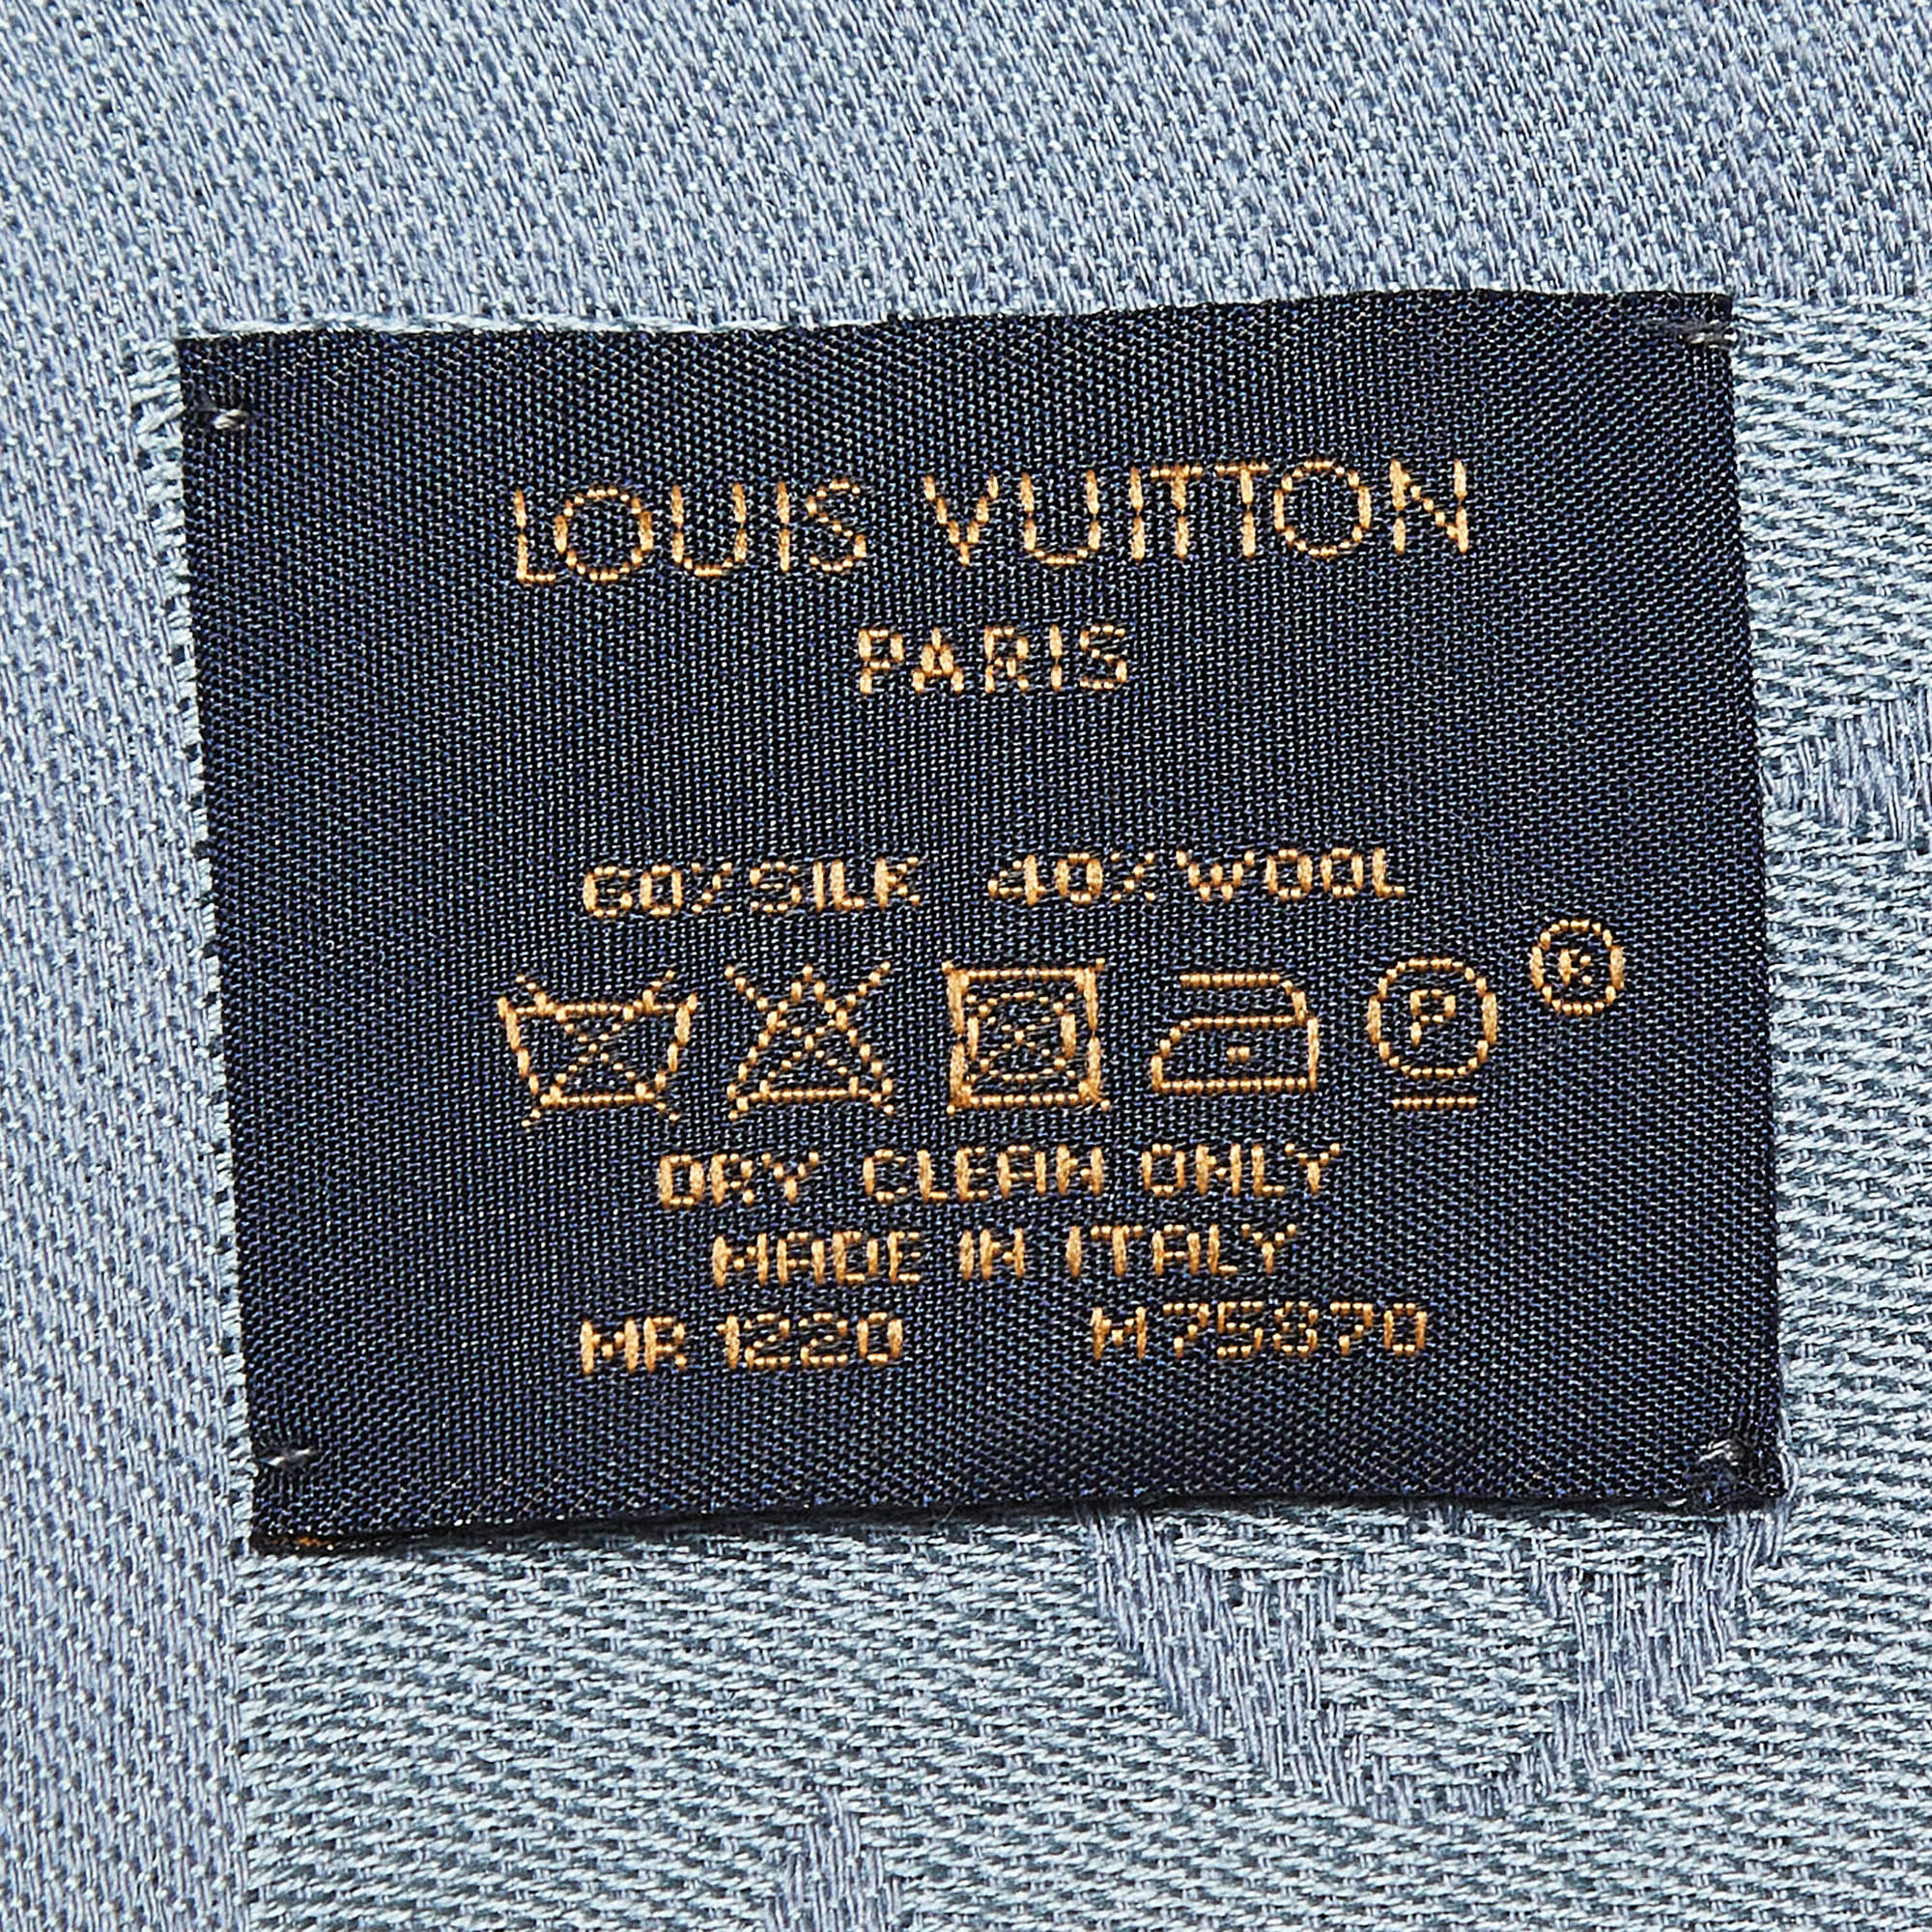 LOUIS VUITTON
PARIS
60% SILK 40% WOOL
P ®
DRY CLEAN ONLY
MADE IN ITALY
MR 1220 M75870